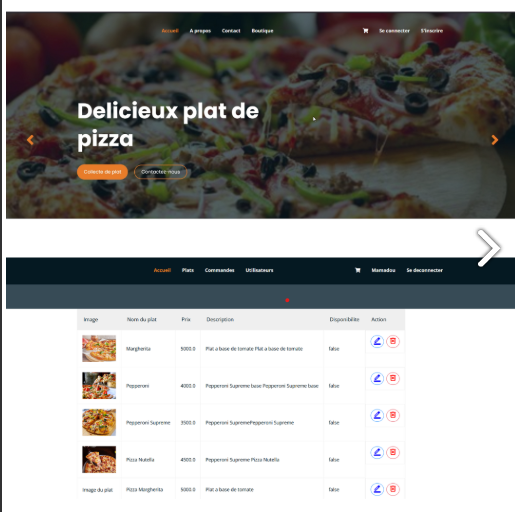 Accueil A propos Contact Boutique Se connecter S'inscrire
Delicieux plat de
pizza
Collecte de plat Contactez-nous
Accueil Plats Commandes Utilisateurs Mamadou Se deconnecter
Image Nom du plat Prix Description Disponibilite Action
Margherita 5000.0 Plat a base de tomate Plat a base de tomate false
Pepperoni 4000.0 Pepperoni Supreme base Pepperoni Supreme base false
Pepperoni Supreme 3500.0 Pepperoni SupremePepperoni Supreme false
Pizza Nutella 4500.0 Pepperoni Supreme Pizza Nutella false
Image du plat Pizza Margherita 5000.0 Plat a base de tomate false